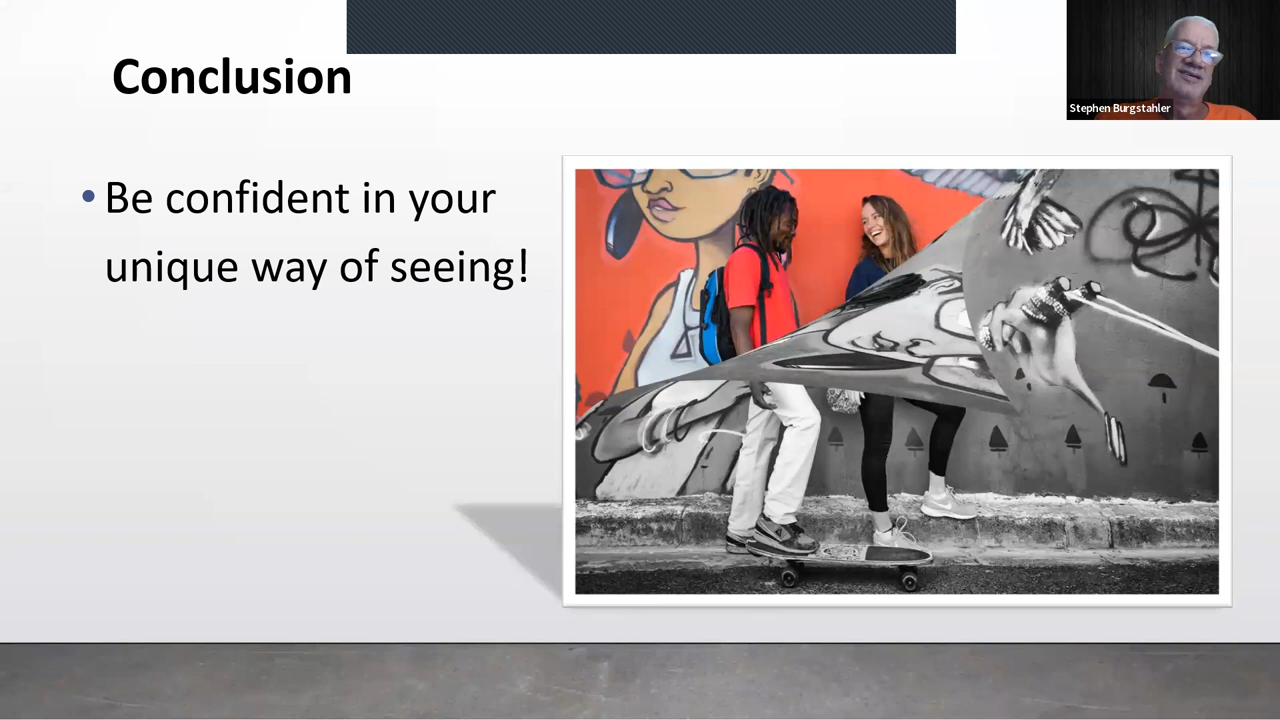 Conclusion
Stephen Burgstahler
• Be confident in your
unique way of seeing!